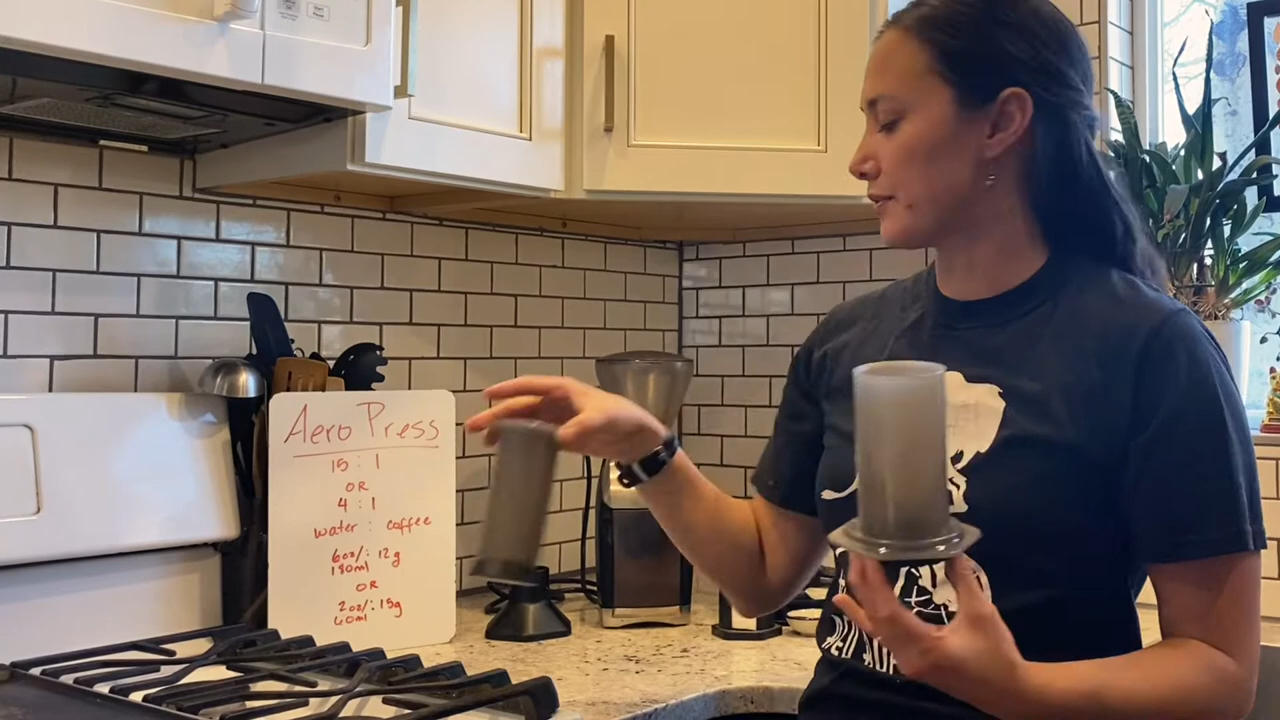 Aero Press
15 : 1
OR
4 : 1
water : coffee
6oz/: 12g
180ml
OR
2oz/: 15g
60ml